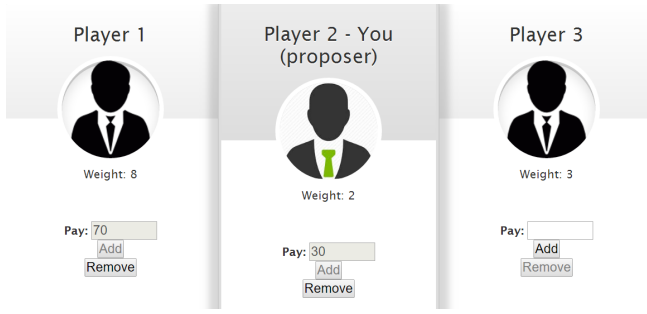 Player 1
Weight: 8
Pay: 70
Add
Remove
Player 2 - You
(proposer)
Weight: 2
Pay: 30
Add
Remove
Player 3
Weight: 3
Pay:
Add
Remove